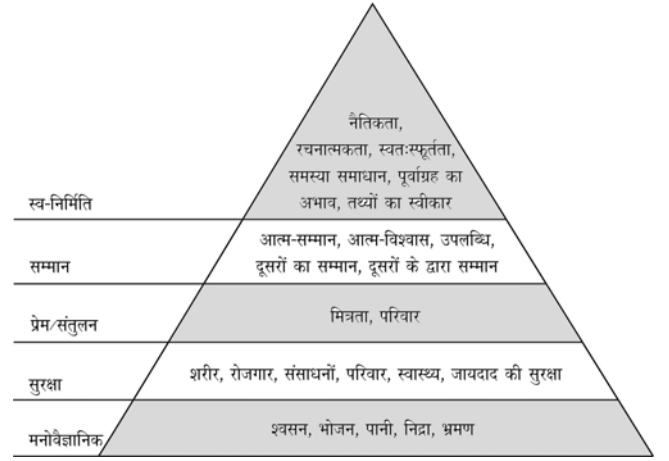 नैतिकता,
रचनात्मकता, स्वतःस्फूर्तता,
समस्या समाधान, पूर्वाग्रह का
अभाव, तथ्यों का स्वीकार
स्व-निर्मिति
आत्म-सम्मान, आत्म-विश्वास, उपलब्धि,
दूसरों का सम्मान, दूसरों के द्वारा सम्मान
सम्मान
मित्रता, परिवार
प्रेम/संतुलन
शरीर, रोजगार, संसाधनों, परिवार, स्वास्थ्य, जायदाद की सुरक्षा
सुरक्षा
श्वसन, भोजन, पानी, निद्रा, भ्रमण
मनोवैज्ञानिक